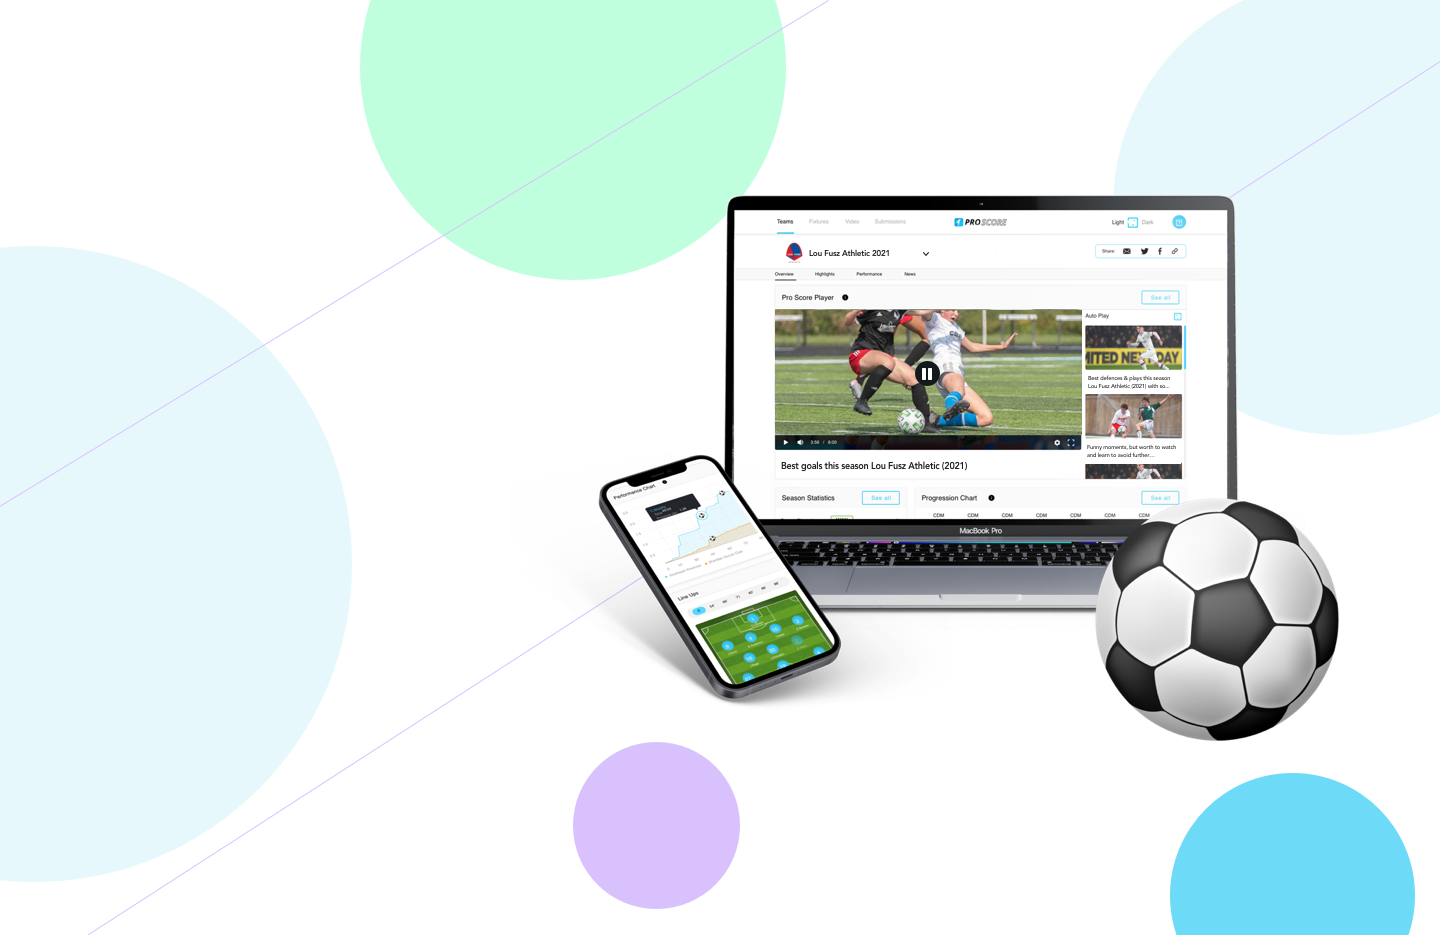 Teams Fixtures Video Submissions
PRO SCORE
Light Dark
Lou Fusz Athletic 2021
Share:
Overview Highlights Performance News
Pro Score Player
See all
Auto Play
MITED NE DAY
Best defences & plays this season
Lou Fusz Athletic (2021) with so...
Funny moments, but worth to watch
and learn to avoid further...
3:56 / 6:00
Best goals this season Lou Fusz Athletic (2021)
Season Statistics
See all
Progression Chart
See all
CDM CDM CDM CDM CDM CDM CDM
MacBook Pro
Performance Chart
Line Ups